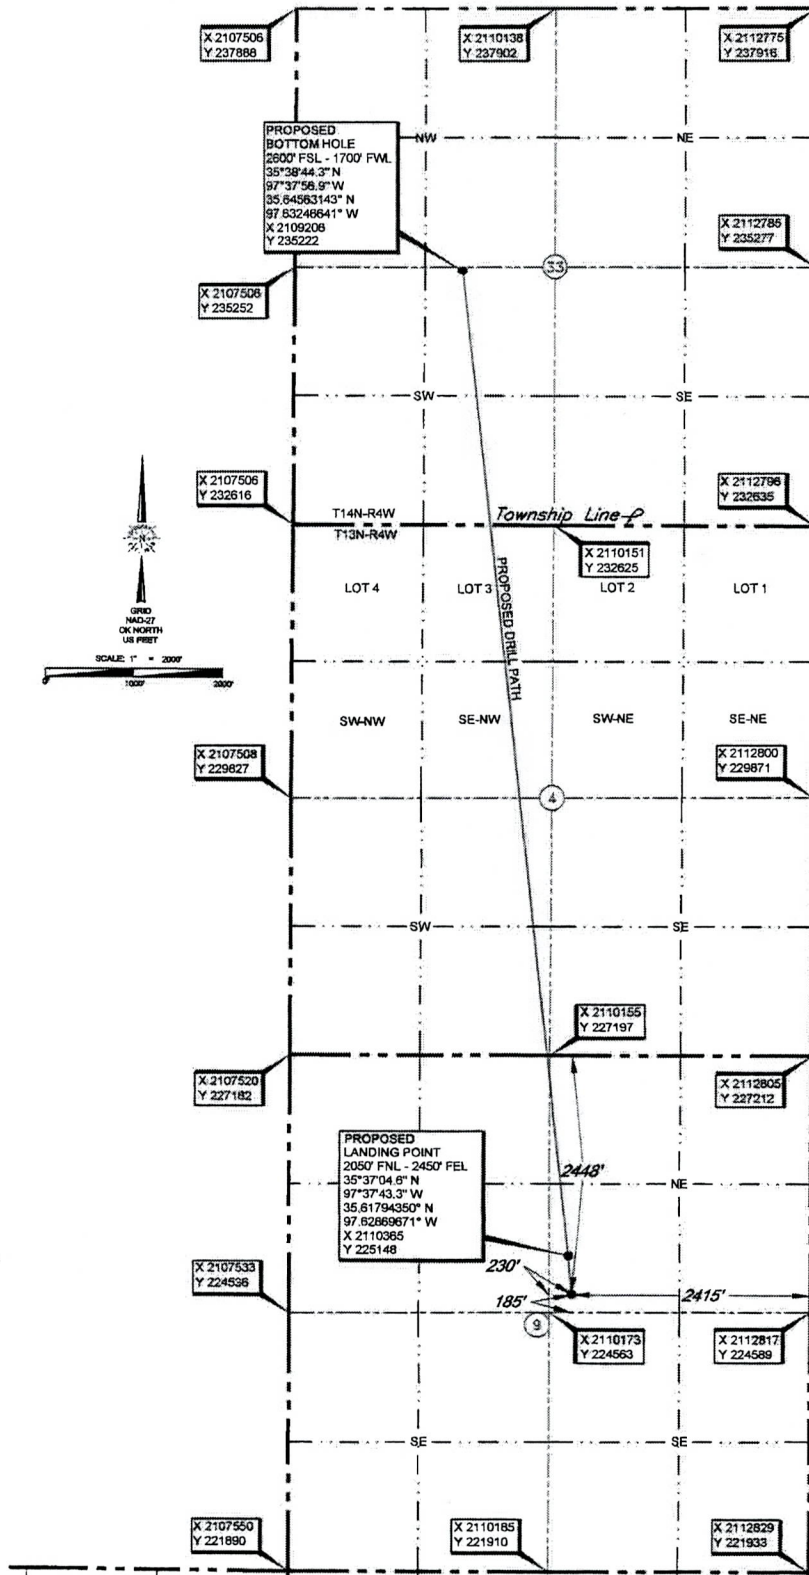 X 2107506
Y 237888
X 2110138
Y 237902
X 2112775
Y 237916
PROPOSED
BOTTOM HOLE
2600' FSL - 1700' FWL
35°38'44.3" N
97°37'56.9" W
35.64563143° N
97.63246641° W
X 2109206
Y 235222
NW
NE
X 2112785
Y 235277
33
X 2107506
Y 235252
SW
SE
X 2107506
Y 232616
X 2112796
Y 232635
T14N-R4W
Township Line
T13N-R4W
X 2110151
Y 232625
N
GRID
NAD-27
OK NORTH
US FEET
SCALE: 1" = 2000'
0'
1000'
2000'
LOT 4
LOT 3
LOT 2
LOT 1
PROPOSED DRILL PATH
SW-NW
SE-NW
SW-NE
SE-NE
X 2107508
Y 229827
X 2112800
Y 229871
4
SW
SE
X 2110155
Y 227197
X 2107520
Y 227182
X 2112805
Y 227212
PROPOSED
LANDING POINT
2050' FNL - 2450' FEL
35°37'04.6" N
97°37'43.3" W
35.61794350° N
97.62869671° W
X 2110365
Y 225148
2448'
NE
230'
185'
2415'
X 2107533
Y 224536
9
X 2110173
Y 224563
X 2112817
Y 224589
SE
SE
X 2107550
Y 221890
X 2110185
Y 221910
X 2112829
Y 221933